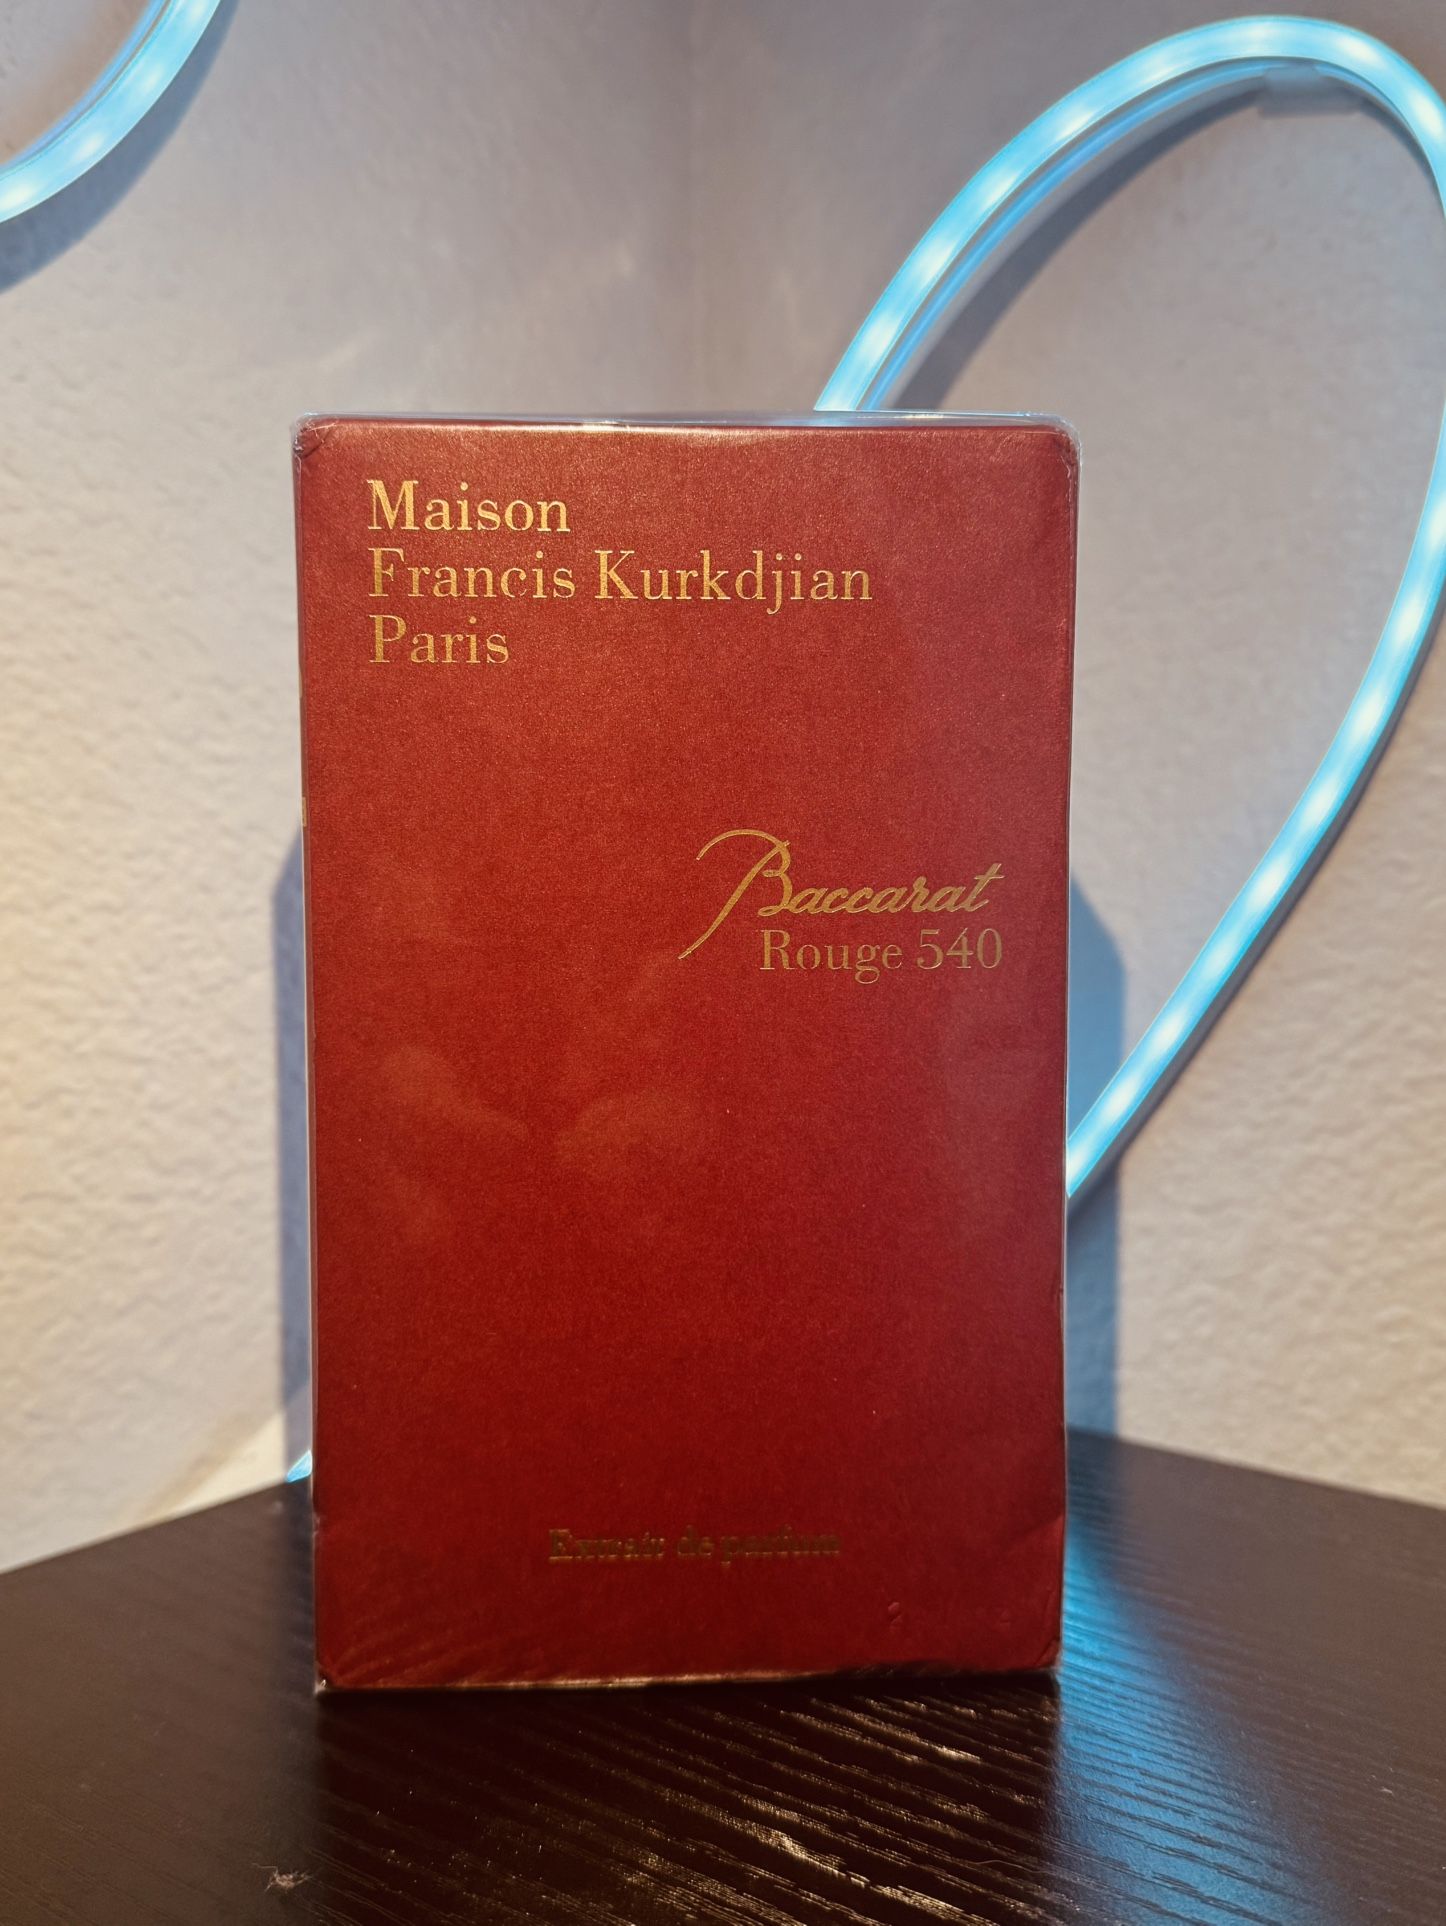 Maison
Francis Kurkdjian
Paris
Baccarat
Rouge 540
Extrait de parfum